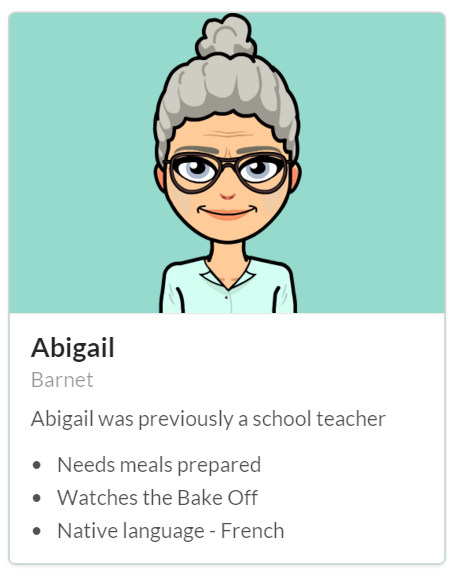 Abigail
Barnet
Abigail was previously a school teacher
• Needs meals prepared
• Watches the Bake Off
• Native language - French